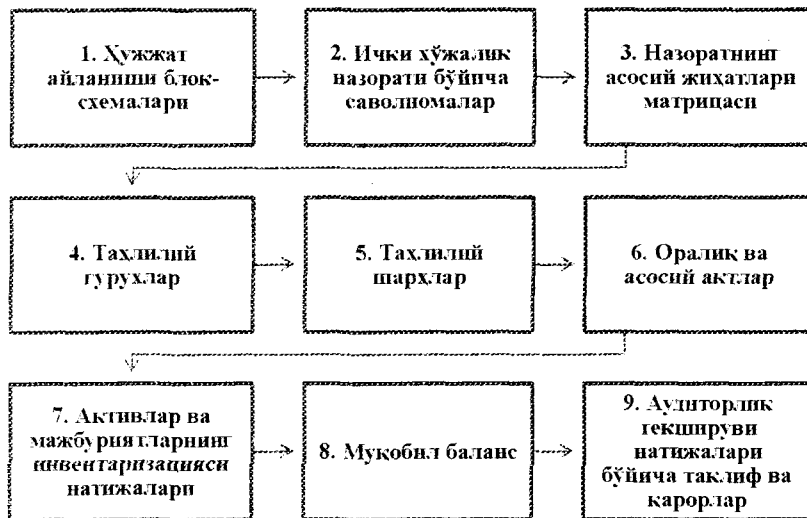 1. Ҳужжат
айланиши блок-
схемалари
2. Ички хўжалик
назорати бўйича
саволномалар
3. Назоратнинг
асосий жиҳатлари
матрицаси
4. Таҳлилий
гуруҳлар
5. Таҳлилий
шарҳлар
6. Оралиқ ва
асосий актлар
7. Активлар ва
мажбуриятларнинг
инвентаризацияси
натижалари
8. Муқобил баланс
9. Аудиторлик
текшируви
натижалари
бўйича таклиф ва
қарорлар